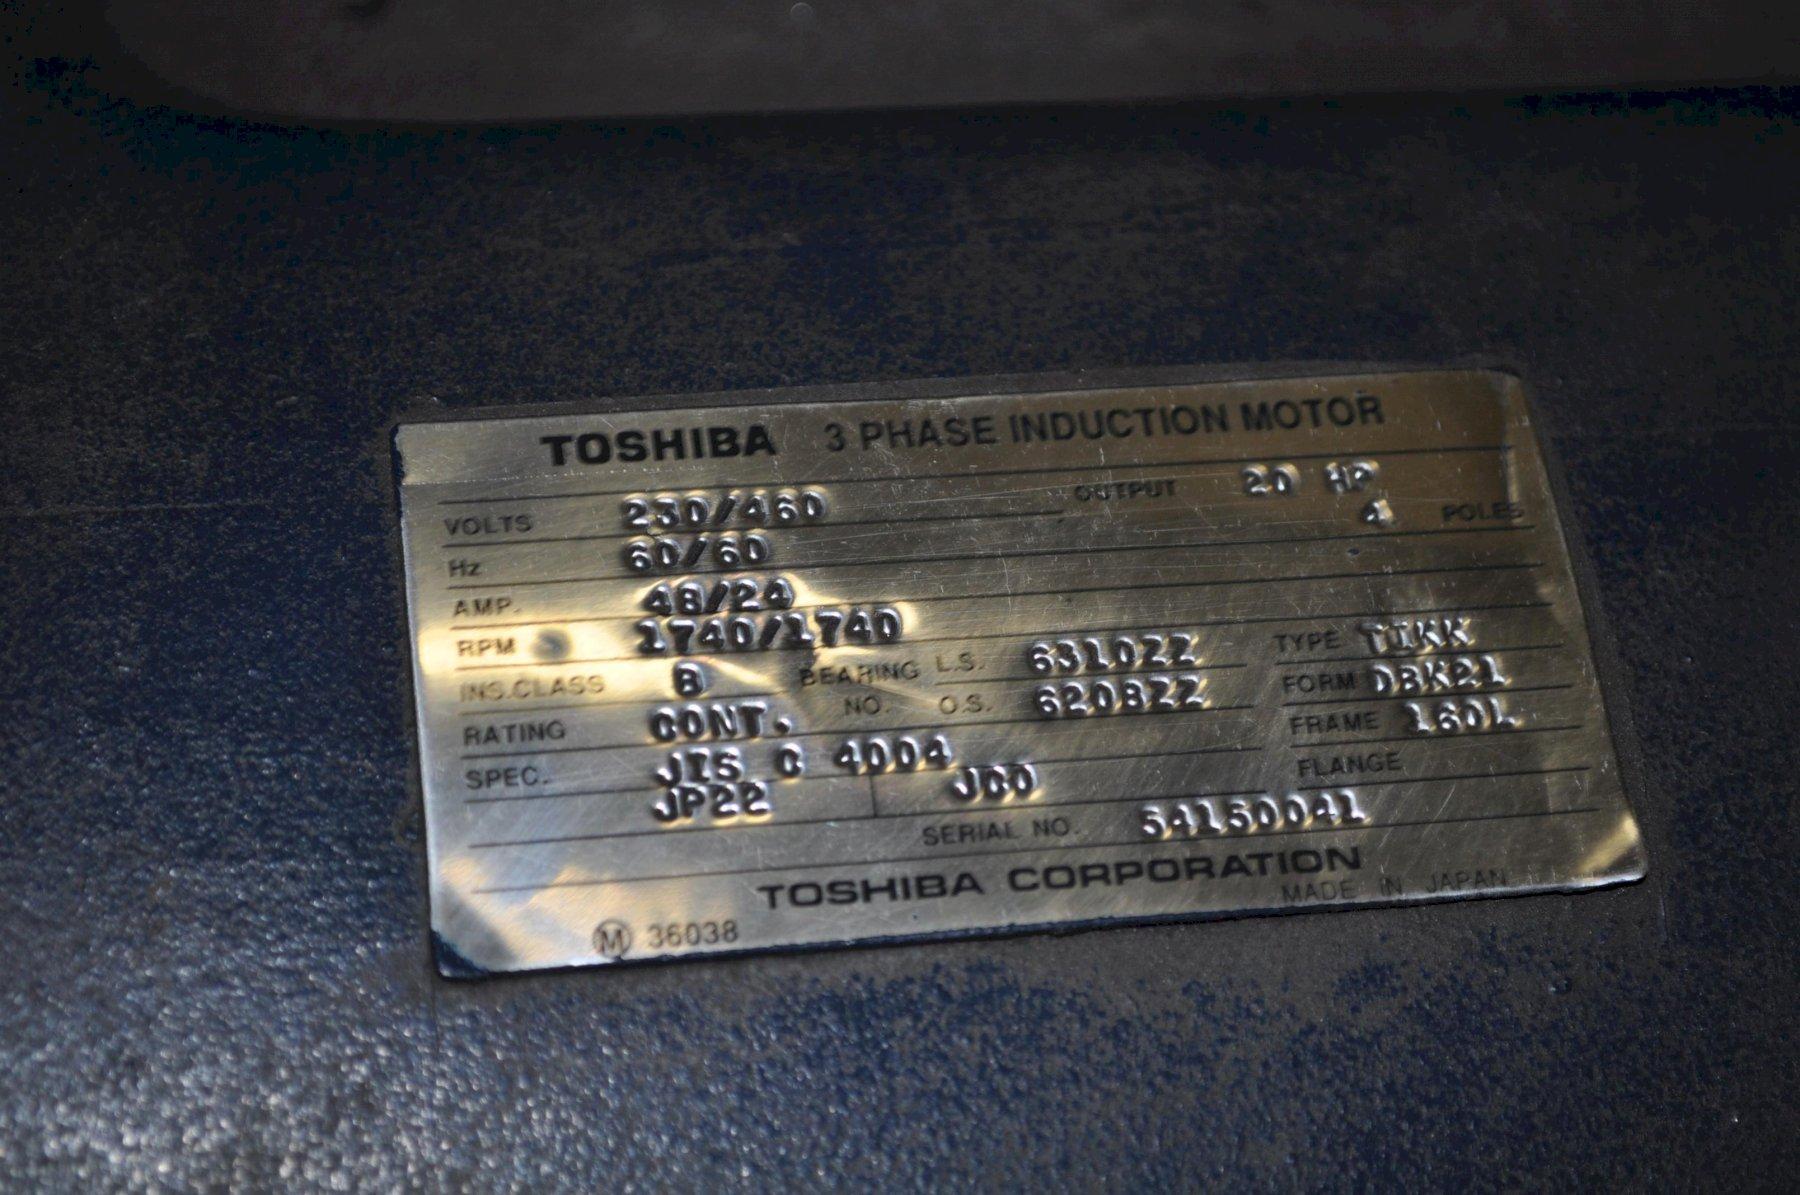 TOSHIBA 3 PHASE INDUCTION MOTOR
VOLTS 230/460 OUTPUT 20 HP
Hz 60/60 4 POLES
AMP. 48/24
RPM 1740/1740
INS.CLASS B BEARING L.S. 6310ZZ TYPE TIKK
RATING CONT. NO. O.S. 6208ZZ FORM DBK21
SPEC. JIS C 4004 FRAME 160L
JP22 JC0 FLANGE
SERIAL NO. 54150041
TOSHIBA CORPORATION
M 36038 MADE IN JAPAN